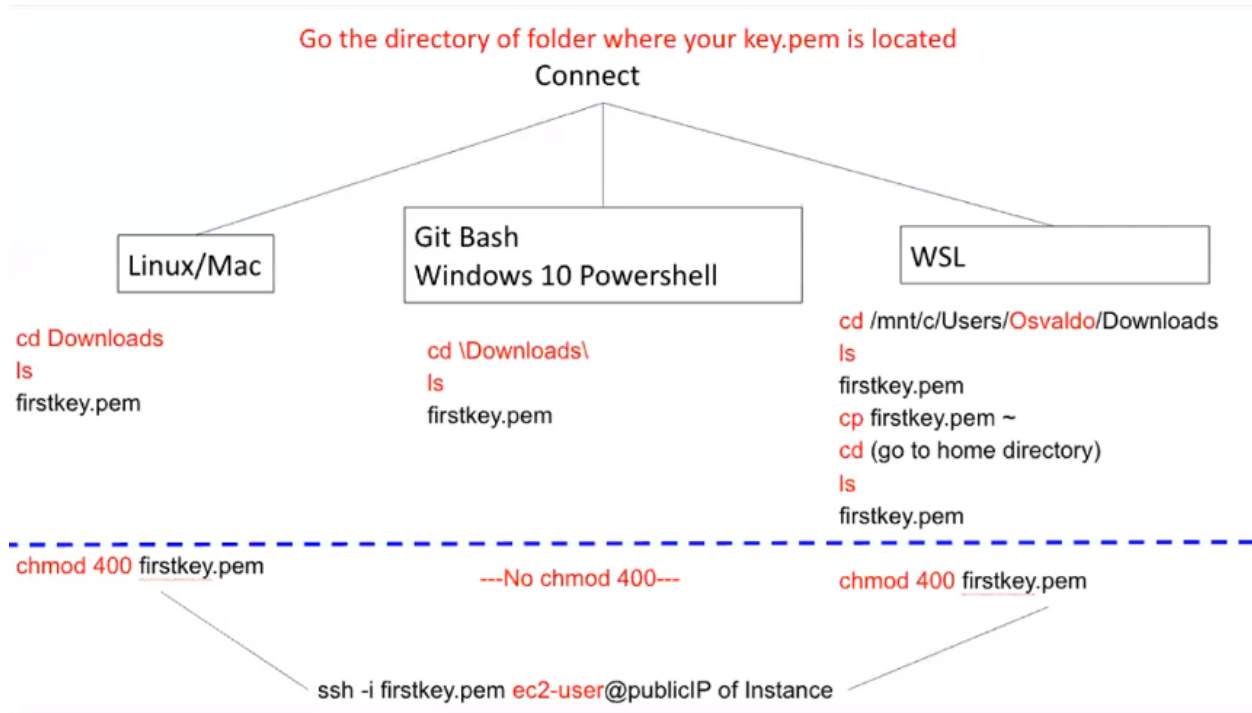 Go the directory of folder where your key.pem is located
Connect
Linux/Mac
cd Downloads
ls
firstkey.pem
Git Bash
Windows 10 Powershell
cd \Downloads\
ls
firstkey.pem
WSL
cd /mnt/c/Users/Osvaldo/Downloads
ls
firstkey.pem
cp firstkey.pem ~
cd (go to home directory)
ls
firstkey.pem
chmod 400 firstkey.pem
---No chmod 400---
chmod 400 firstkey.pem
ssh -i firstkey.pem ec2-user@publicIP of Instance